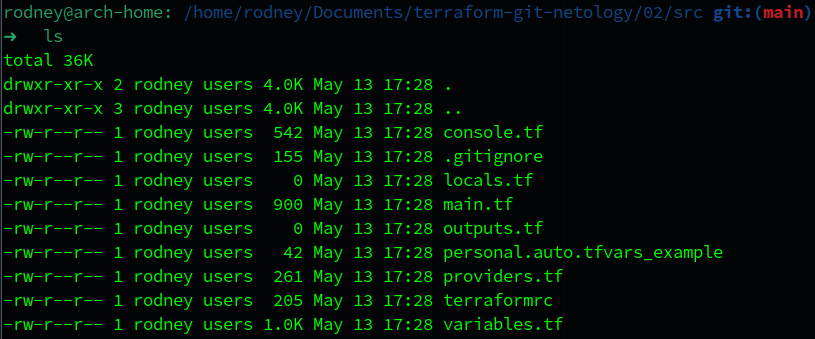 rodney@arch-home: /home/rodney/Documents/terraform-git-netology/02/src git:(main)
➜  ls
total 36K
drwxr-xr-x 2 rodney users 4.0K May 13 17:28 .
drwxr-xr-x 3 rodney users 4.0K May 13 17:28 ..
-rw-r--r-- 1 rodney users  542 May 13 17:28 console.tf
-rw-r--r-- 1 rodney users  155 May 13 17:28 .gitignore
-rw-r--r-- 1 rodney users    0 May 13 17:28 locals.tf
-rw-r--r-- 1 rodney users  900 May 13 17:28 main.tf
-rw-r--r-- 1 rodney users    0 May 13 17:28 outputs.tf
-rw-r--r-- 1 rodney users   42 May 13 17:28 personal.auto.tfvars_example
-rw-r--r-- 1 rodney users  261 May 13 17:28 providers.tf
-rw-r--r-- 1 rodney users  205 May 13 17:28 terraformrc
-rw-r--r-- 1 rodney users 1.0K May 13 17:28 variables.tf